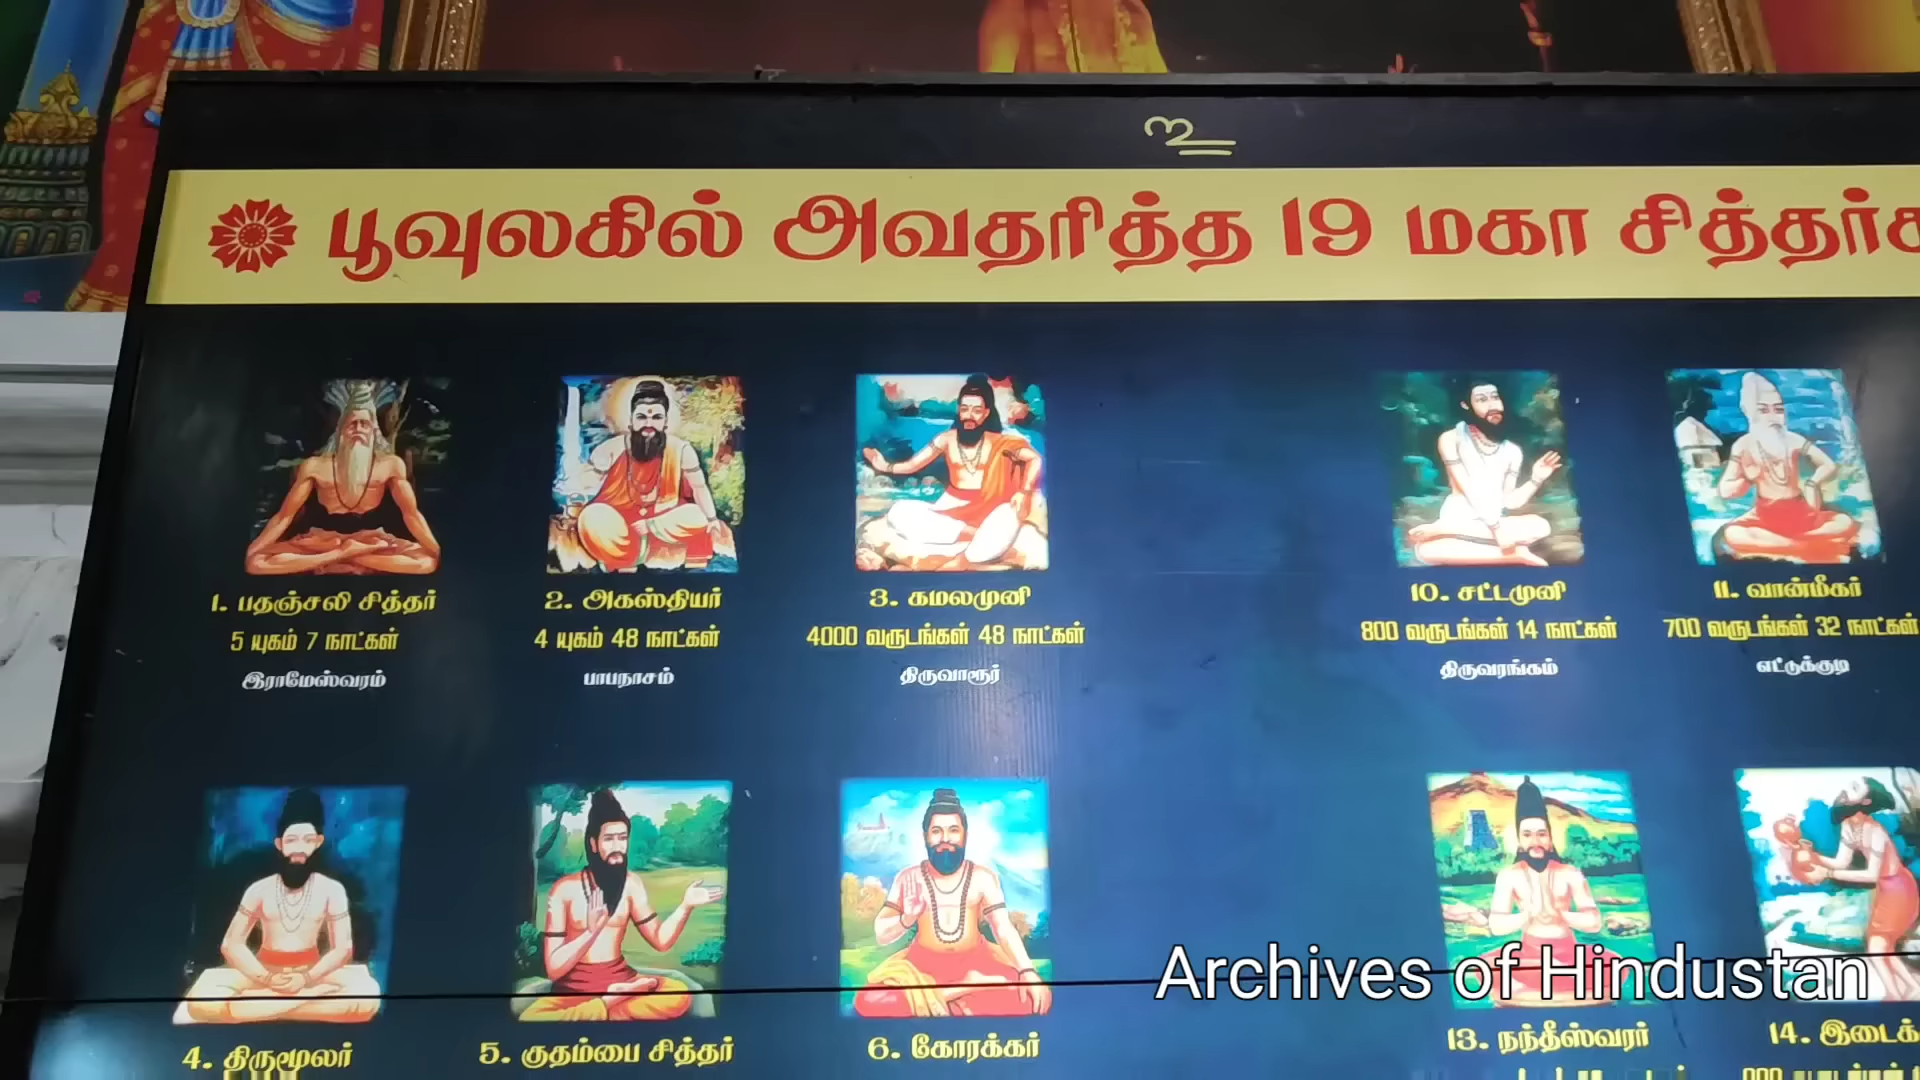 உ
பூவுலகில் அவதரித்த 19 மகா
1. பதஞ்சலி சித்தர்
5 யுகம் 7 நாட்கள்
இராமேஸ்வரம்
2. அகஸ்தியர்
4 யுகம் 48 நாட்கள்
பாபநாசம்
3. கமலமுனி
4000 வருடங்கள் 48 நாட்கள்
திருவாரூர்
10. சட்டமுனி
800 வருடங்கள் 14 நாட்கள்
திருவரங்கம்
11. வான்மீகர்
700 வருடங்கள் 32 நாட்கள்
எட்டுக்குடி
4. திருமூலர்
5. குதம்பை சித்தர்
6. கோரக்கர்
13. நந்தீஸ்வரர்
14.
Archives of Hindustan